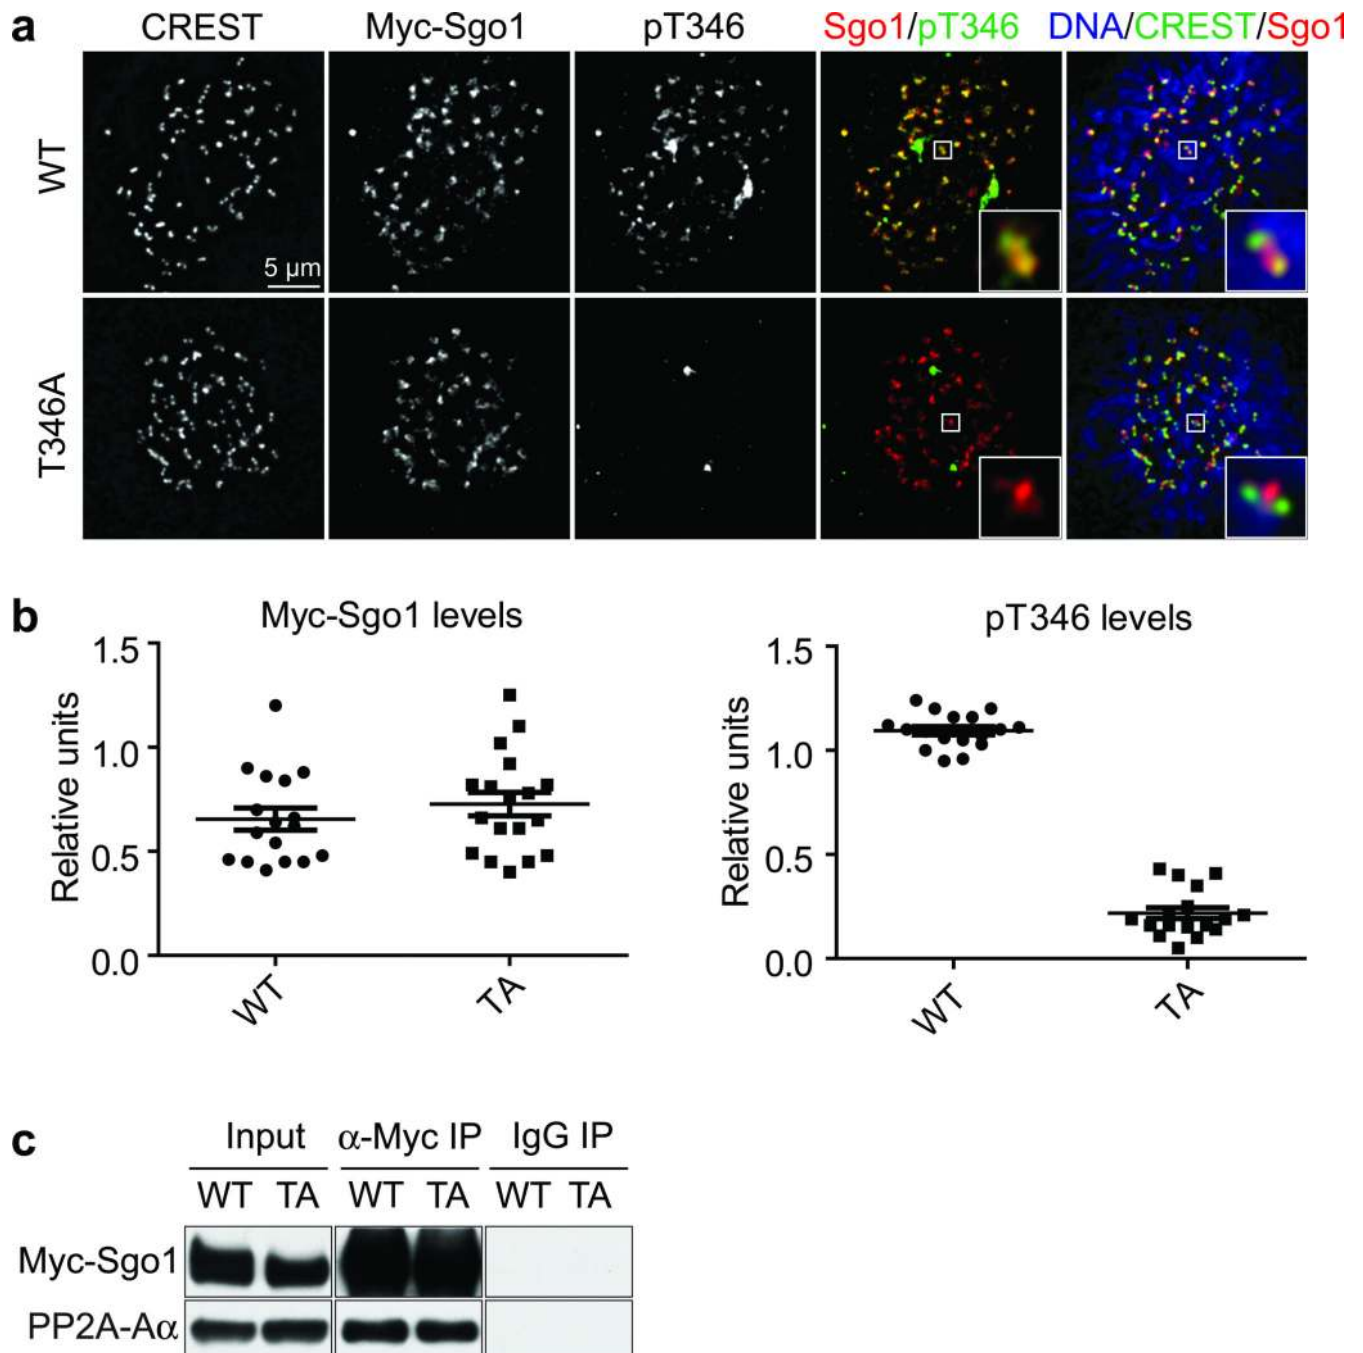 a
CREST Myc-Sgo1 pT346 Sgo1/pT346 DNA/CREST/Sgo1
WT
5 µm
T346A
b
Myc-Sgo1 levels
Relative units
1.5
1.0
0.5
0.0
WT TA
pT346 levels
Relative units
1.5
1.0
0.5
0.0
WT TA
c
Input α-Myc IP IgG IP
WT TA WT TA WT TA
Myc-Sgo1
PP2A-Aα